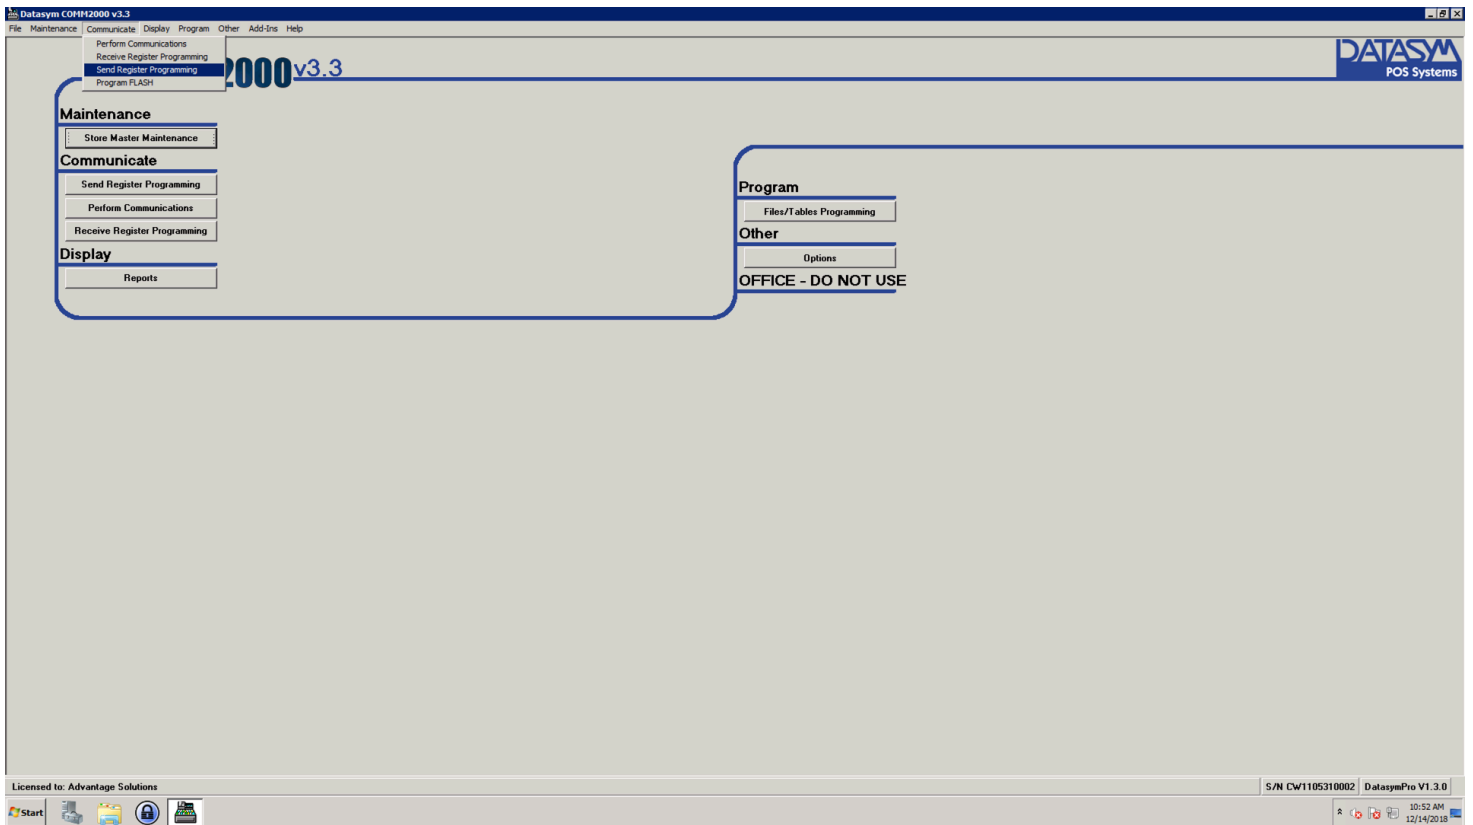 Datasym COMM2000 v3.3
File Maintenance Communicate Display Program Other Add-Ins Help
Perform Communications
Receive Register Programming
Send Register Programming
Program FLASH
2000 v3.3
DATASYM
POS Systems
Maintenance
Store Master Maintenance
Communicate
Send Register Programming
Perform Communications
Receive Register Programming
Display
Reports
Program
Files/Tables Programming
Other
Options
OFFICE - DO NOT USE
Licensed to: Advantage Solutions
S/N CW1105310002 DatasymPro V1.3.0
Start
10:52 AM
12/14/2018